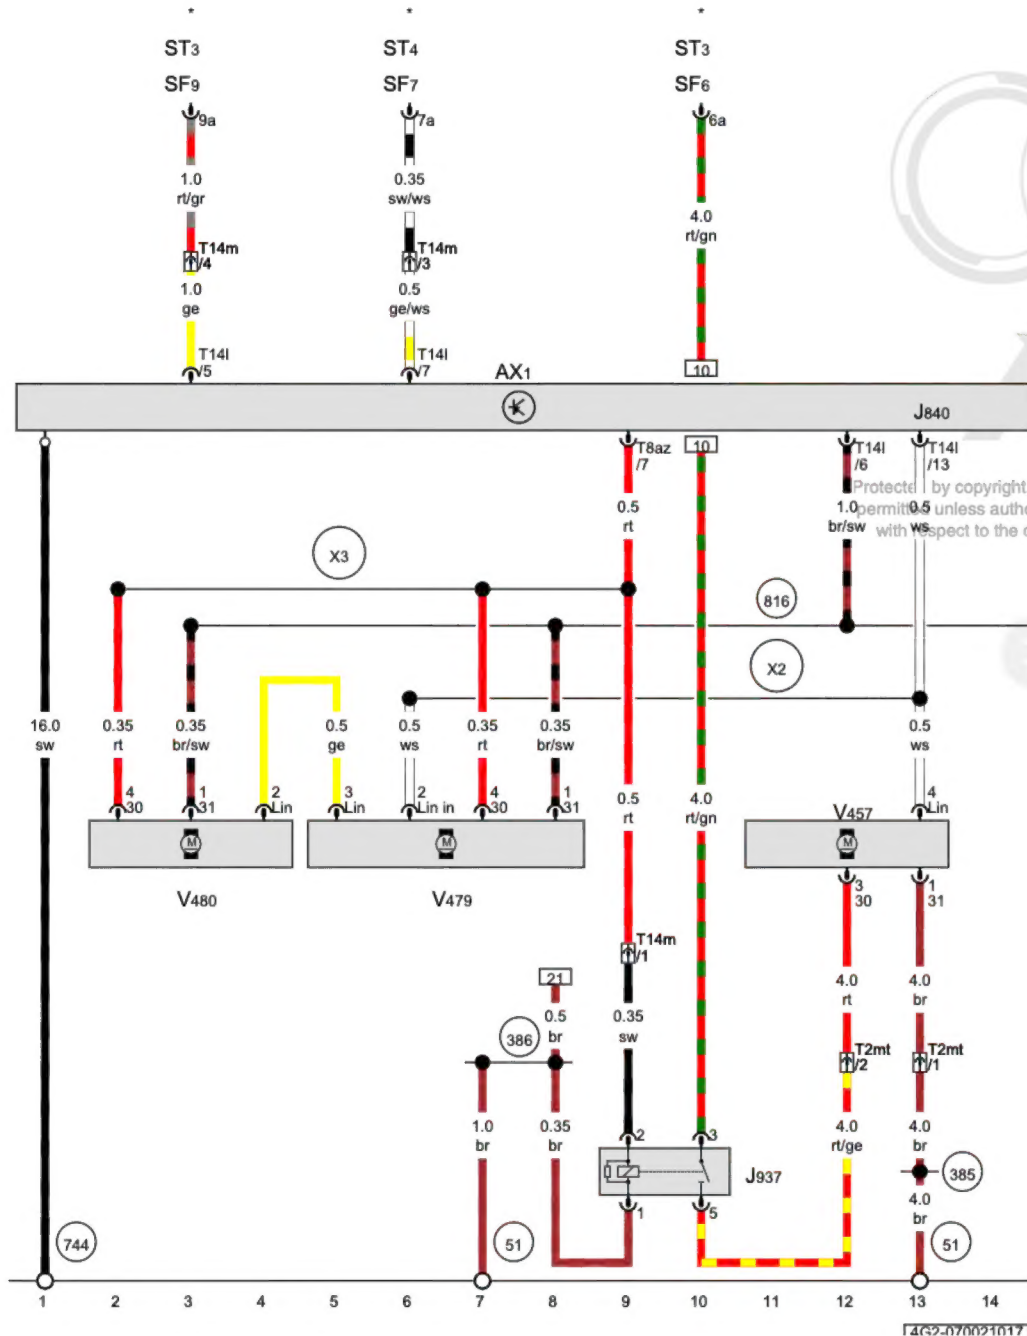 * * *
ST3 ST4 ST3
SF9 SF7 SF6
9a 7a 6a
1.0 0.35
rt/gr sw/ws
4.0
rt/gn
T14m T14m
/4 /3
1.0 0.5
ge ge/ws
T14l T14l
/5 /7
AX1 10
J840
T8az 10 T14l T14l
/7 /6 /13
Protected by copyright
0.5 1.0 0.5
permitted unless autho
rt br/sw ws
with respect to the c
X3
816
X2
16.0 0.35 0.35 0.5 0.5 0.35 0.35 0.5
sw rt br/sw ge ws rt br/sw ws
4 1 2 3 2 4 1 0.5 4.0 4
30 31 Lin Lin Lin in 30 31 rt rt/gn V457 Lin
M M M
V480 V479
3 1
30 31
T14m
/1
21 4.0 4.0
rt br
0.5 0.35
386 br sw
T2mt T2mt
/2 /1
1.0 0.35 4.0 4.0
br br rt/ge br
2 3
J937 385
4.0
1 5 br
744 51 51
1 2 3 4 5 6 7 8 9 10 11 12 13 14
4G2-070021017